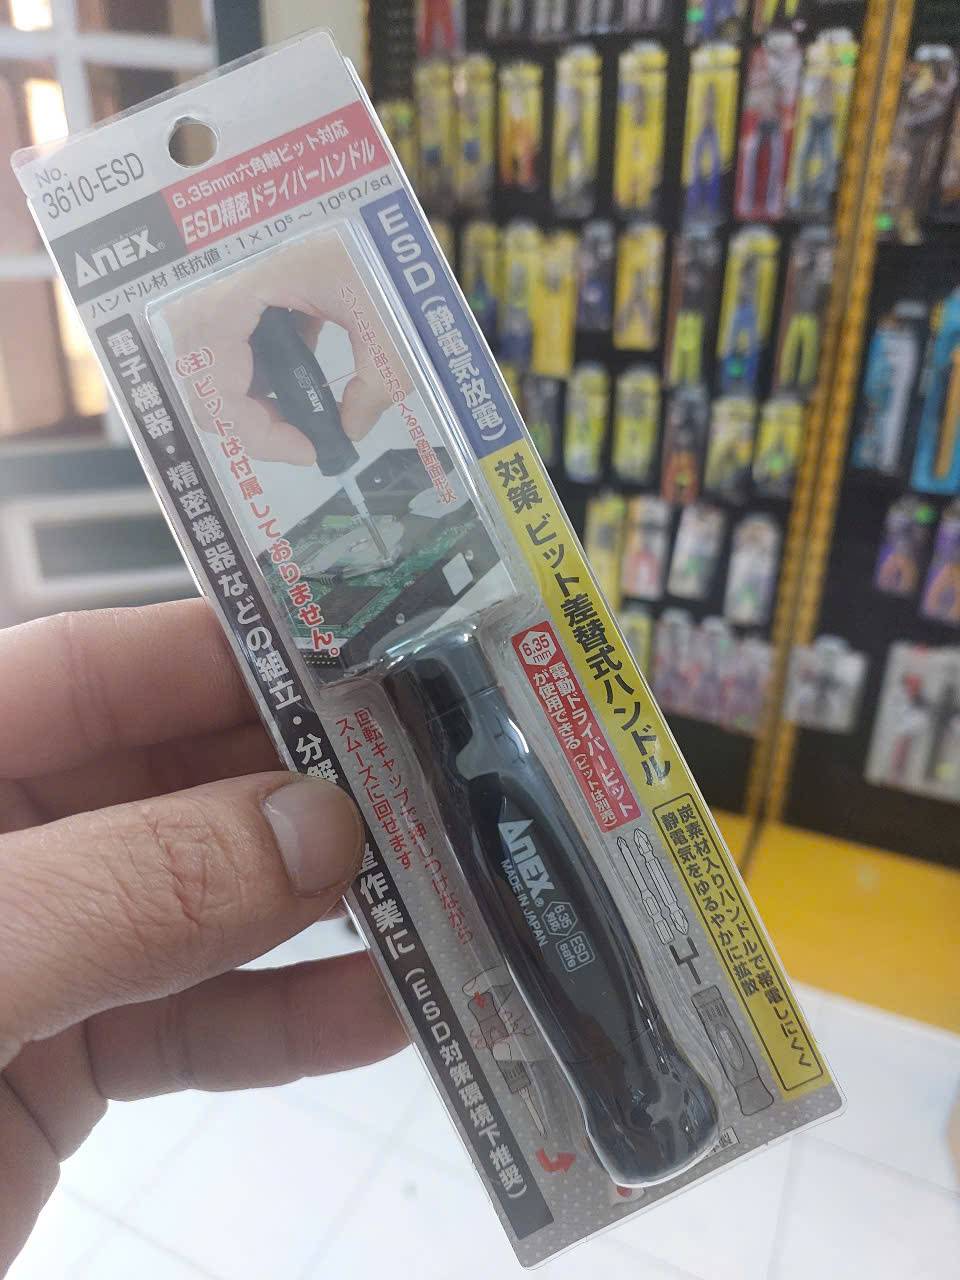 No.
3610-ESD
6.35mm六角軸ビット対応
ESD精密ドライバーハンドル
ANEX®
ハンドル材 抵抗値：1×10⁵～10⁶Ω/sq
ESD(静電気放電)
対策 ビット差替式ハンドル
ハンドル中心部は力の入る四角断面形状
(注)ビットは付属しておりません。
電子機器・精密機器などの組立・分解
作業に(ESD対策環境下推奨)
6.35
mm
電動ドライバービット
が使用できる(ビットは別売)
回転キャップで押しつけながら
スムーズに回せます
炭素材入りハンドルで帯電しにくく
静電気をゆるやかに拡散
ANEX®
MADE IN JAPAN
6.35
対応
ESD
safe